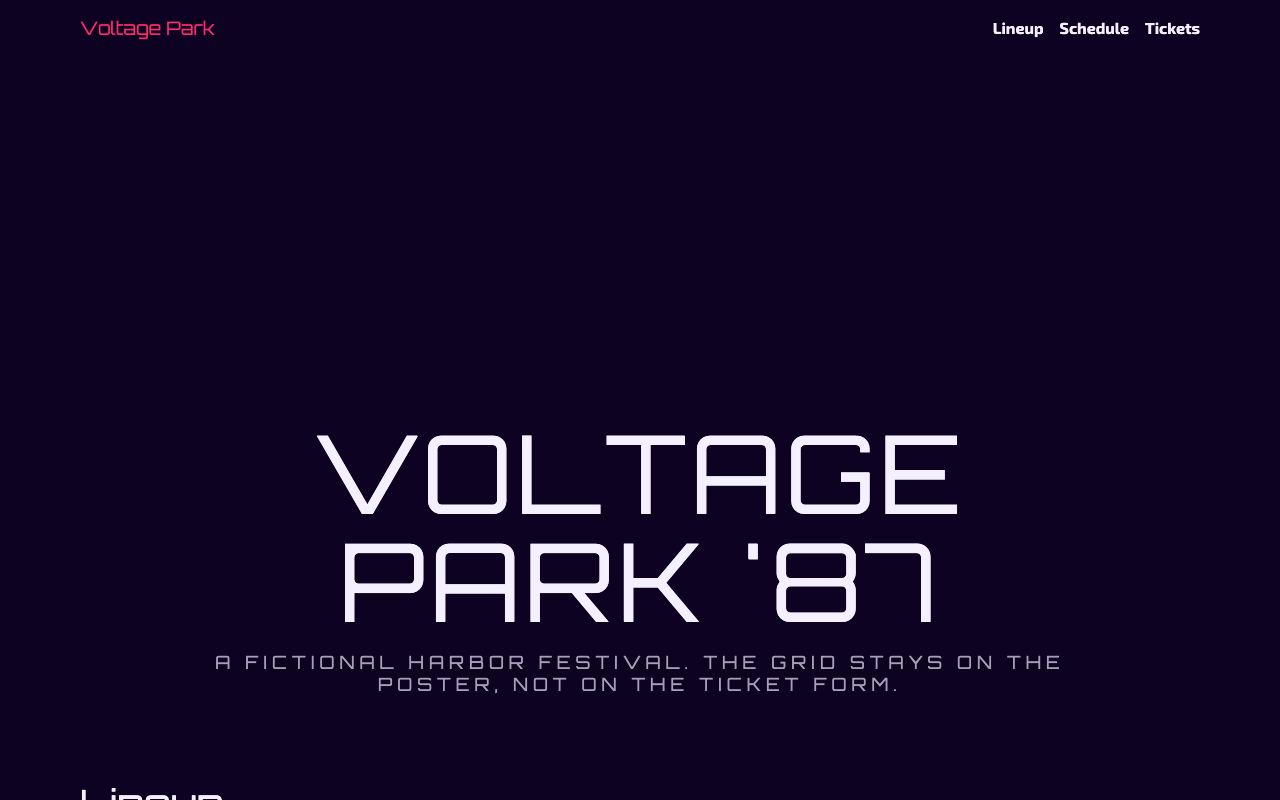 Voltage Park
Lineup Schedule Tickets
VOLTAGE
PARK '87
A FICTIONAL HARBOR FESTIVAL. THE GRID STAYS ON THE
POSTER, NOT ON THE TICKET FORM.
Lineup